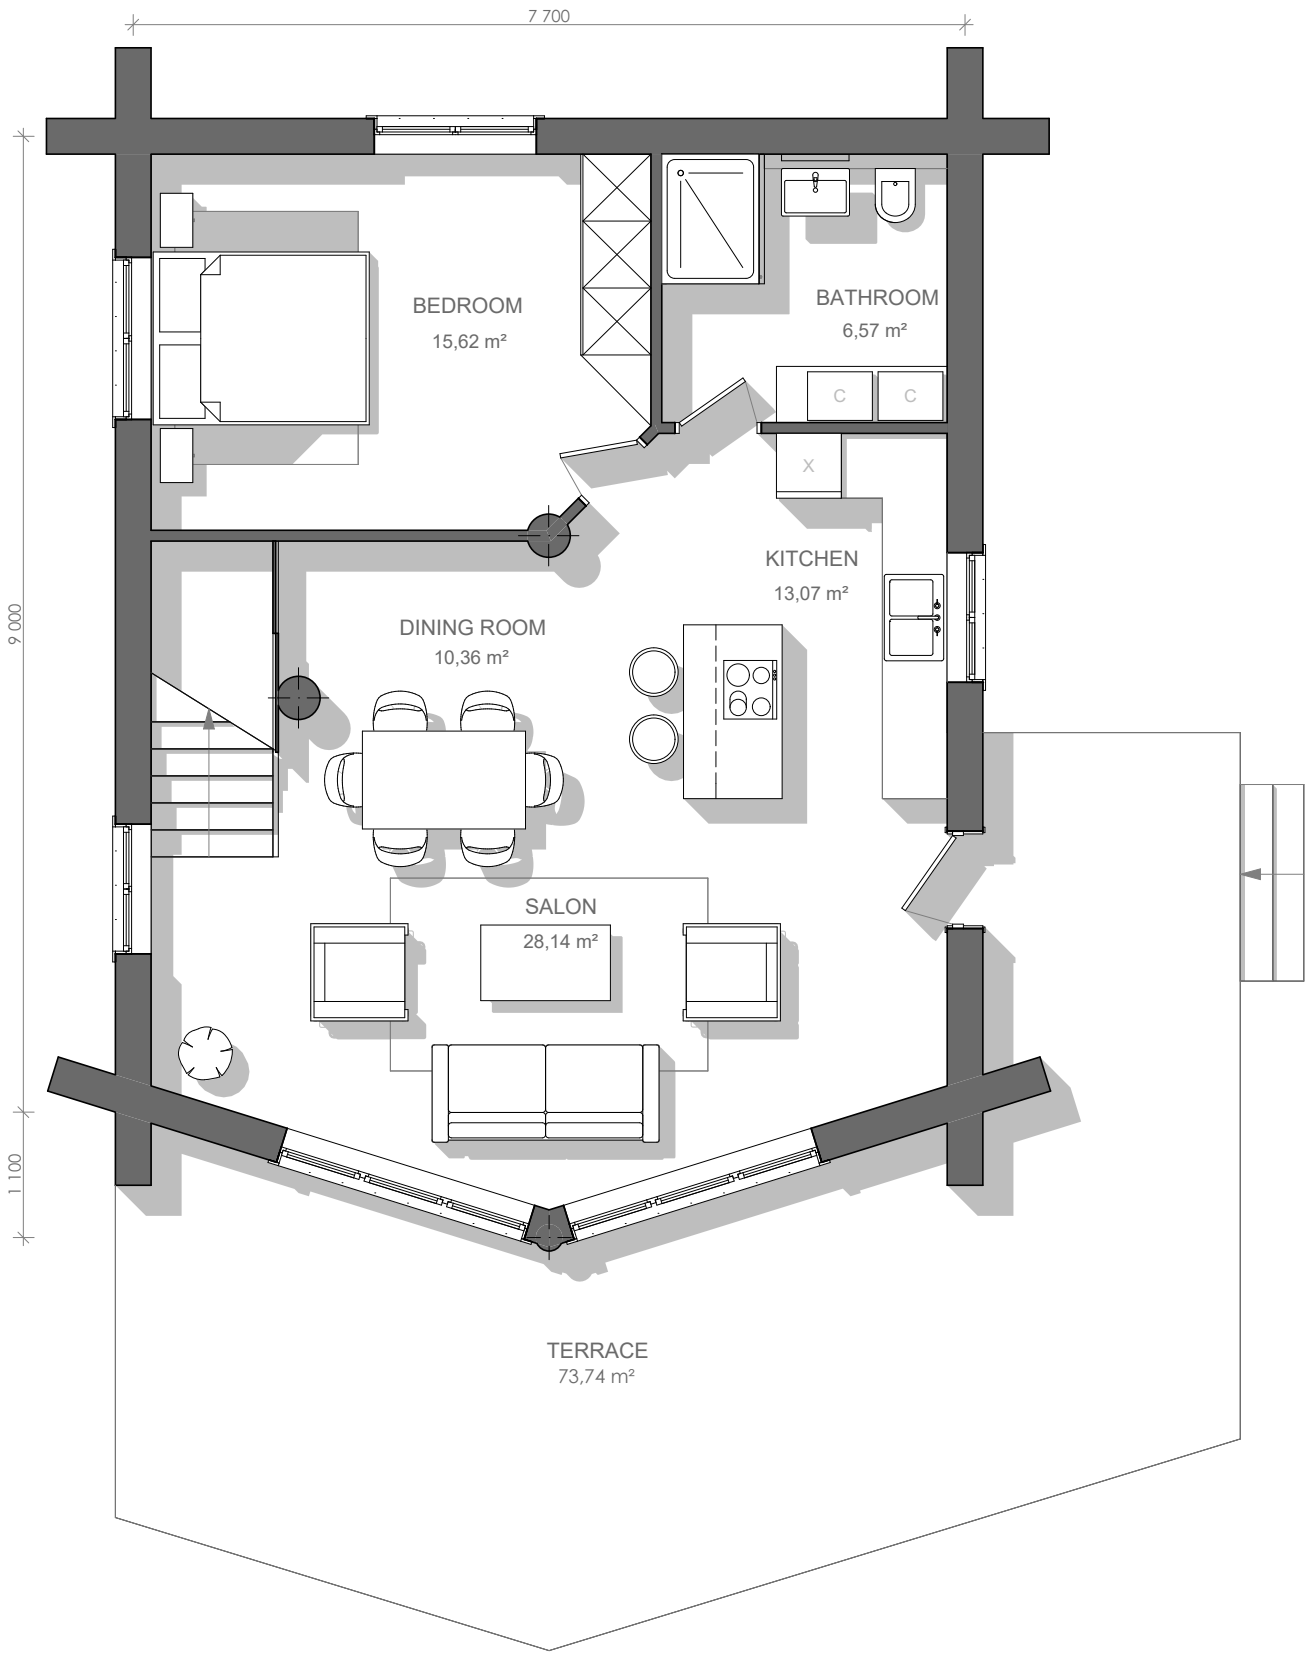 7 700
BEDROOM
15,62 m²
BATHROOM
6,57 m²
C
C
X
KITCHEN
13,07 m²
9 000
DINING ROOM
10,36 m²
SALON
28,14 m²
1 100
TERRACE
73,74 m²